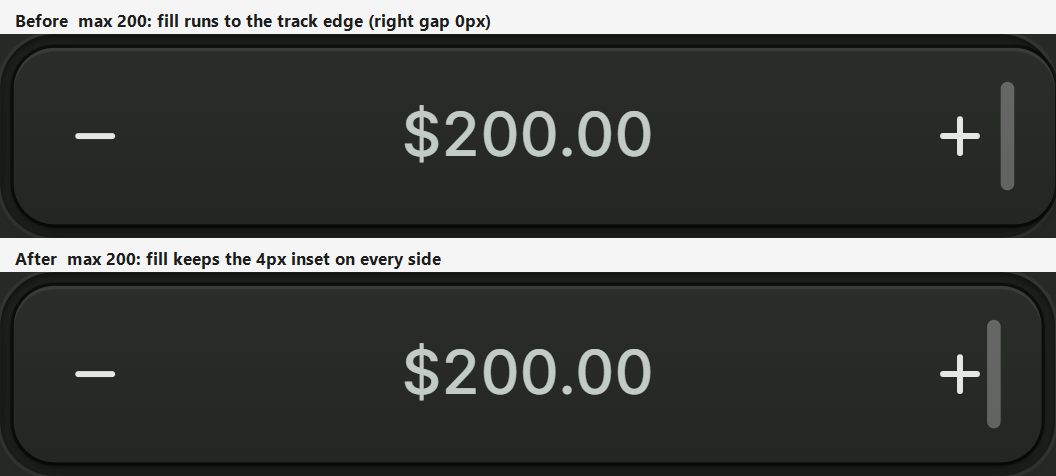 Before  max 200: fill runs to the track edge (right gap 0px)
− $200.00 +
After  max 200: fill keeps the 4px inset on every side
− $200.00 +